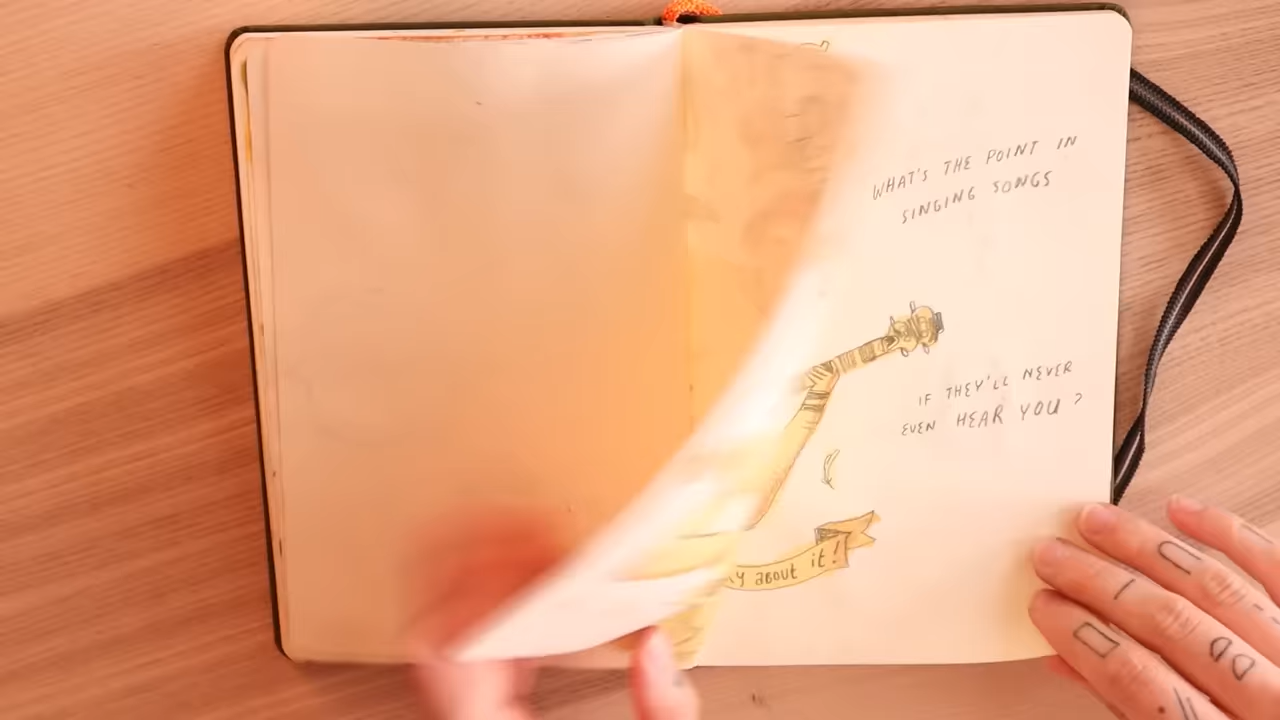 WHAT'S THE POINT IN
SINGING SONGS
IF THEY'LL NEVER
EVEN HEAR YOU?
about it!